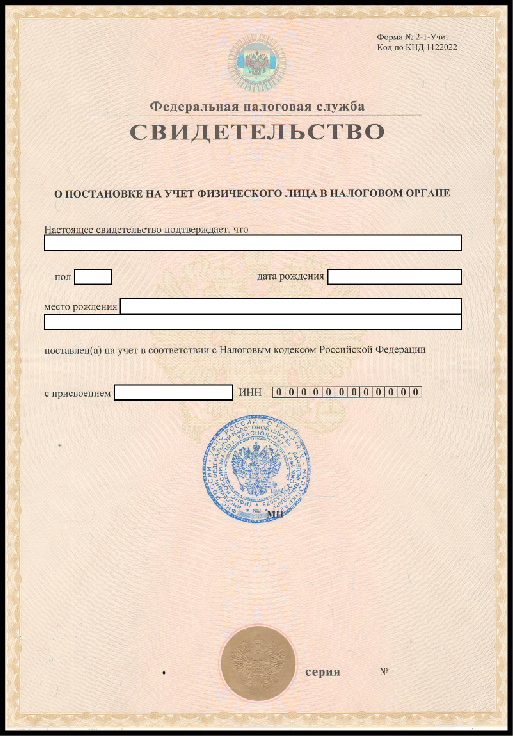 Форма № 2-1-Учет
Код по КНД 1122022
Федеральная налоговая служба
СВИДЕТЕЛЬСТВО
О ПОСТАНОВКЕ НА УЧЕТ ФИЗИЧЕСКОГО ЛИЦА В НАЛОГОВОМ ОРГАНЕ
Настоящее свидетельство подтверждает, что
пол дата рождения
место рождения
поставлен(а) на учет в соответствии с Налоговым кодексом Российской Федерации
с присвоением ИНН 0 0 0 0 0 0 0 0 0 0 0 0
МП
серия №